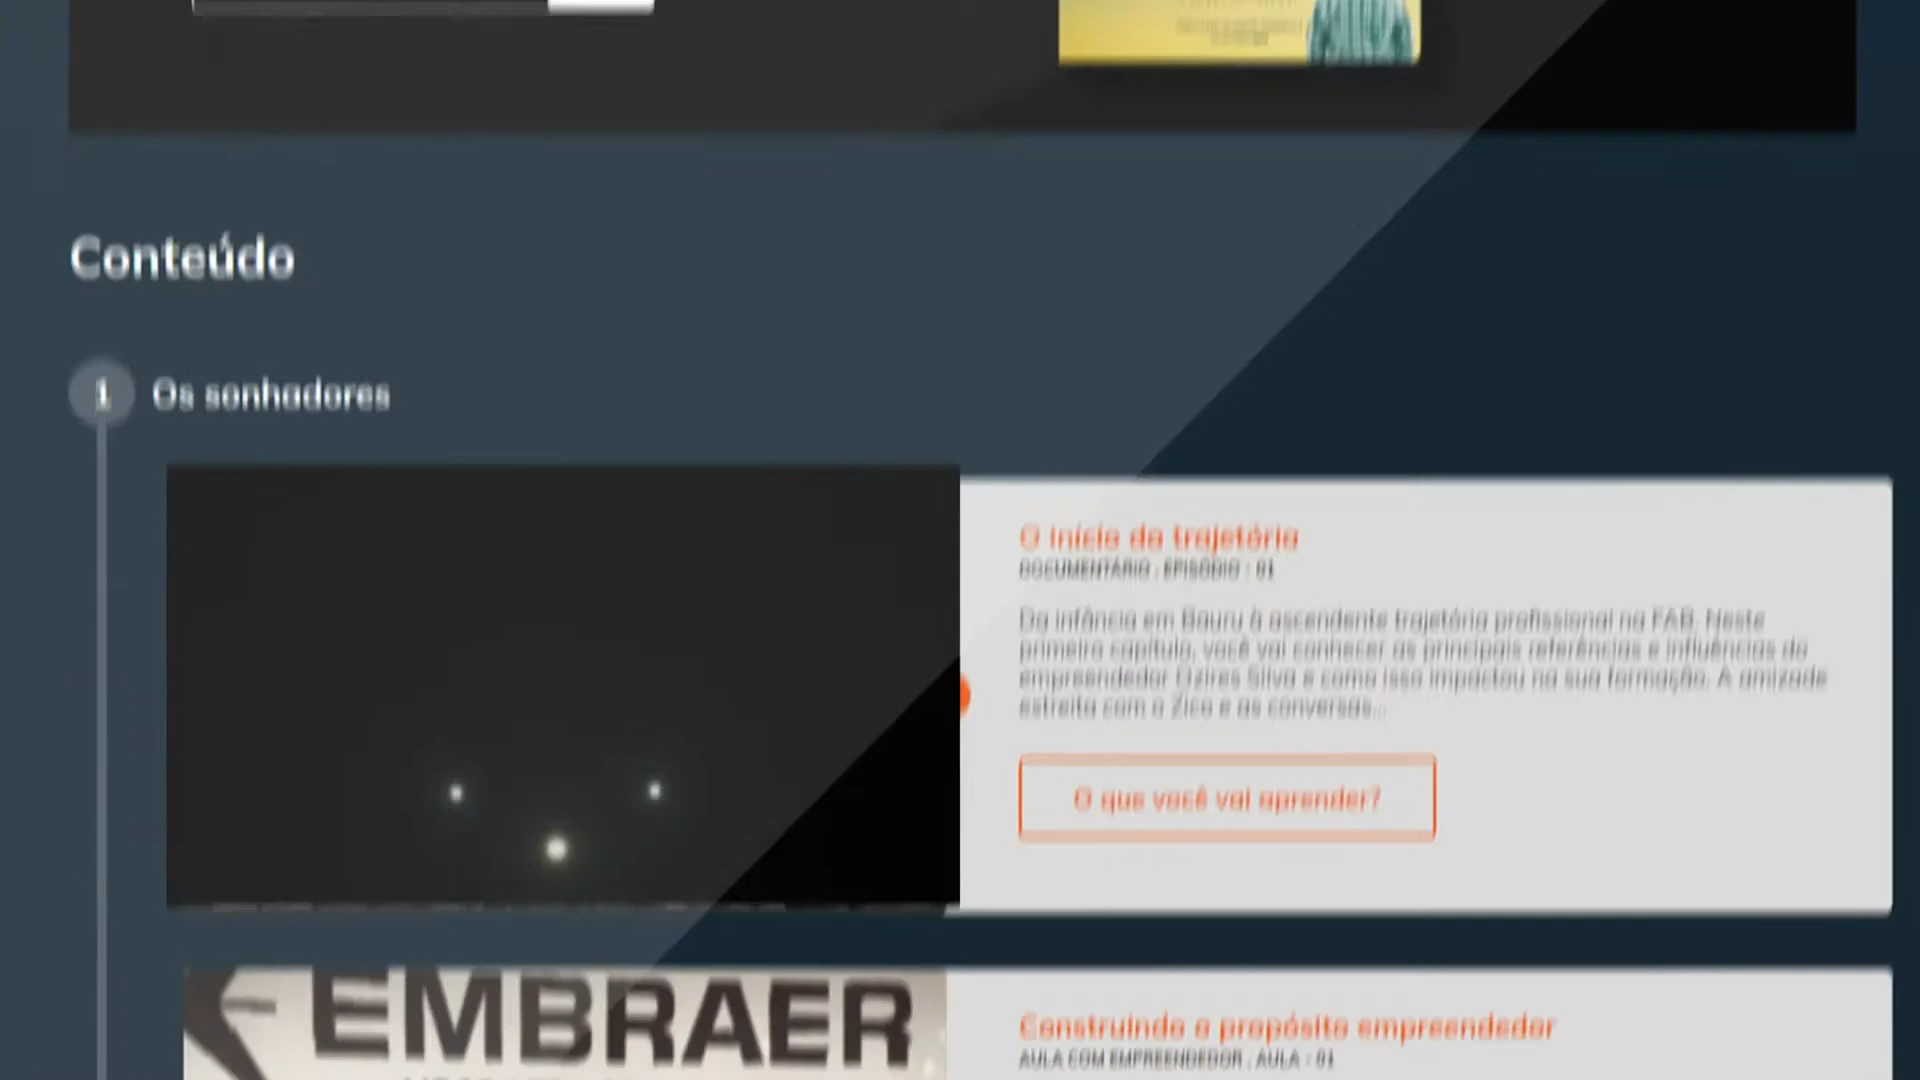 Conteúdo
1 Os sonhadores
O início da trajetória
DOCUMENTÁRIO . EPISÓDIO - 01
Da infância em Bauru à ascendente trajetória profissional na FAB. Neste
primeiro capítulo, você vai conhecer as principais referências e influências do
empreendedor Ozires Silva e como isso impactou na sua formação. A amizade
estreita com o Zico e as conversas...
O que você vai aprender?
EMBRAER
Construindo o propósito empreendedor
AULA COM EMPREENDEDOR . AULA - 01